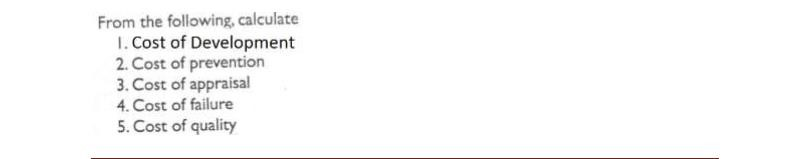 From the following, calculate
1. Cost of Development
2. Cost of prevention
3. Cost of appraisal
4. Cost of failure
5. Cost of quality